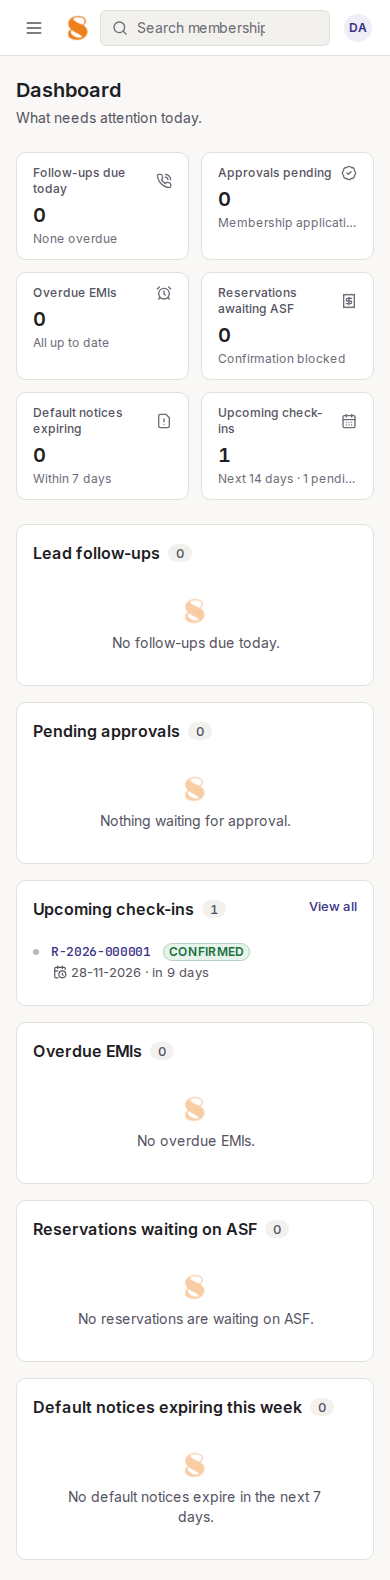 Search membership
DA
Dashboard
What needs attention today.
Follow-ups due
today
0
None overdue
Approvals pending
0
Membership applicati...
Overdue EMIs
0
All up to date
Reservations
awaiting ASF
0
Confirmation blocked
Default notices
expiring
0
Within 7 days
Upcoming check-
ins
1
Next 14 days · 1 pendi...
Lead follow-ups 0
No follow-ups due today.
Pending approvals 0
Nothing waiting for approval.
Upcoming check-ins 1 View all
R-2026-000001 CONFIRMED
28-11-2026 · in 9 days
Overdue EMIs 0
No overdue EMIs.
Reservations waiting on ASF 0
No reservations are waiting on ASF.
Default notices expiring this week 0
No default notices expire in the next 7
days.